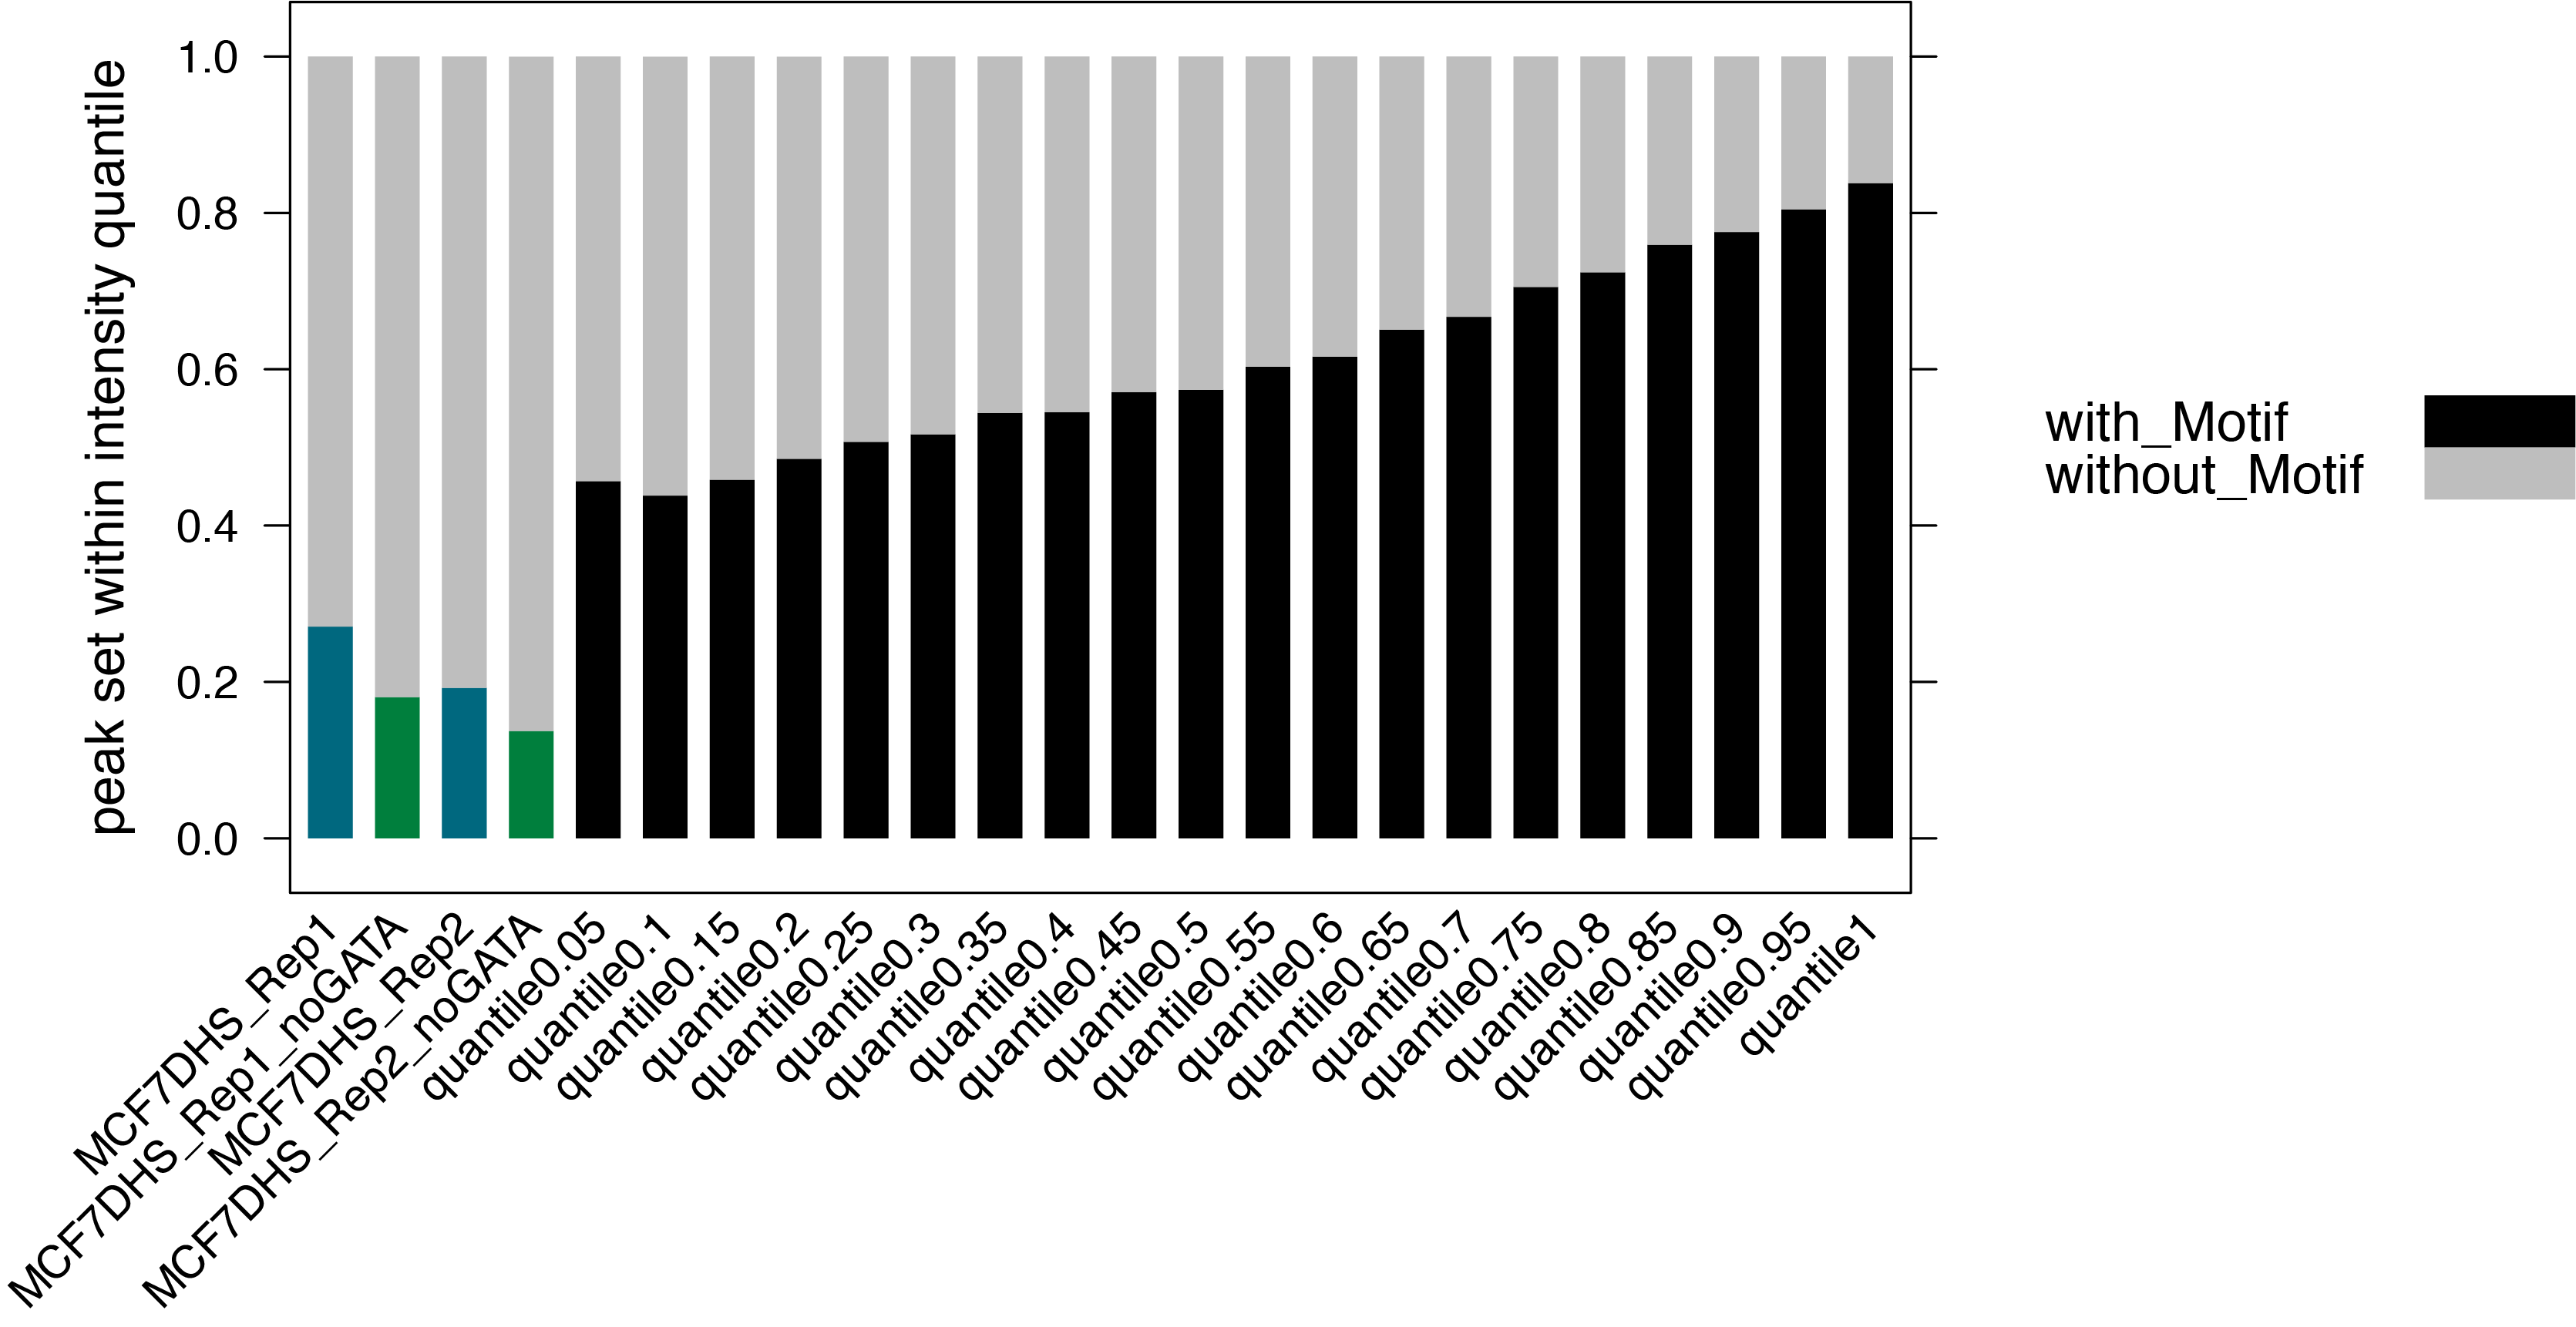 peak set within intensity quantile
1.0
0.8
0.6
0.4
0.2
0.0
MCF7DHS_Rep1
MCF7DHS_Rep1_noGATA
MCF7DHS_Rep2
MCF7DHS_Rep2_noGATA
quantile0.05
quantile0.1
quantile0.15
quantile0.2
quantile0.25
quantile0.3
quantile0.35
quantile0.4
quantile0.45
quantile0.5
quantile0.55
quantile0.6
quantile0.65
quantile0.7
quantile0.75
quantile0.8
quantile0.85
quantile0.9
quantile0.95
quantile1
with_Motif
without_Motif